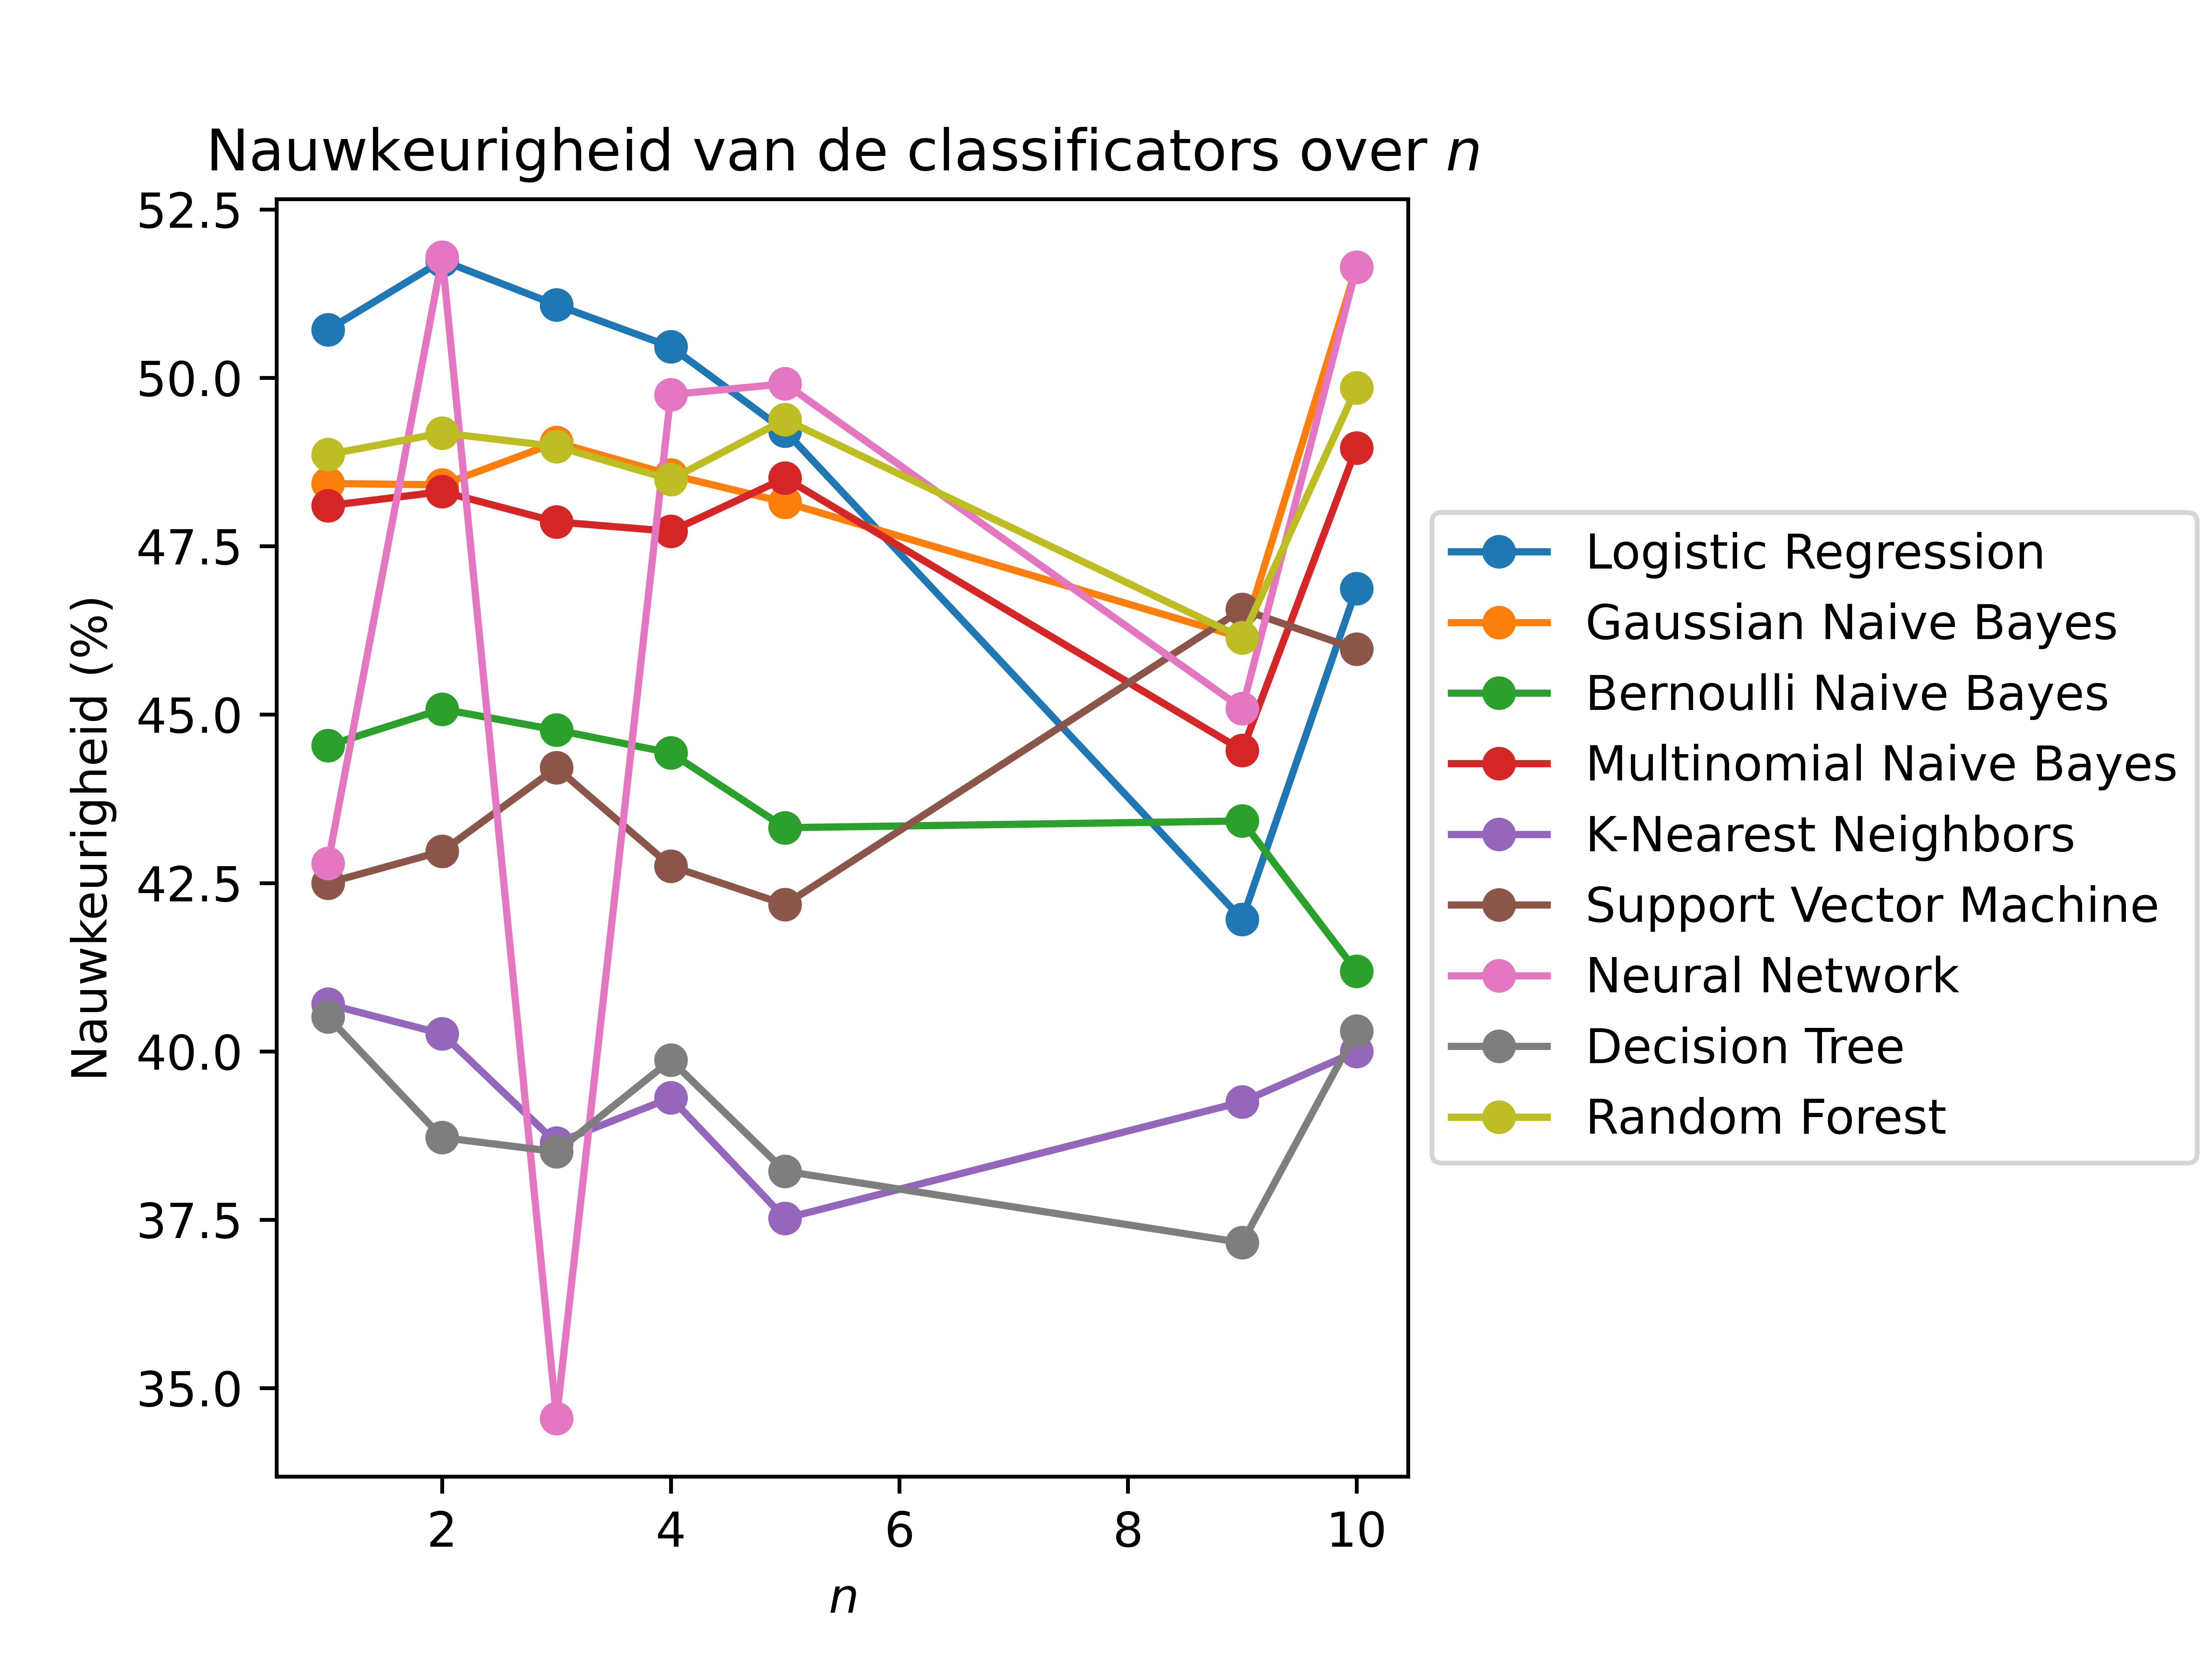 Nauwkeurigheid van de classificators over n
52.5
50.0
47.5
45.0
42.5
40.0
37.5
35.0
Nauwkeurigheid (%)
2 4 6 8 10
n
Logistic Regression
Gaussian Naive Bayes
Bernoulli Naive Bayes
Multinomial Naive Bayes
K-Nearest Neighbors
Support Vector Machine
Neural Network
Decision Tree
Random Forest